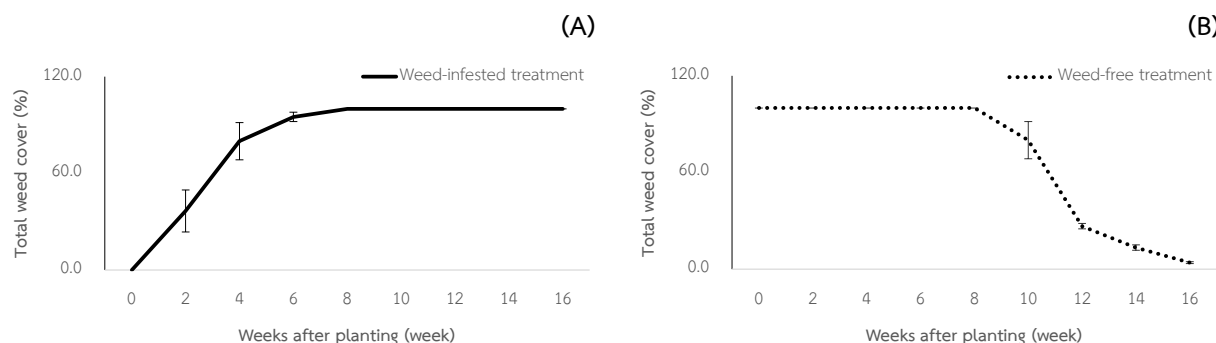 (A)
Weed-infested treatment
Total weed cover (%)
120.0
60.0
0.0
0 2 4 6 8 10 12 14 16
Weeks after planting (week)
(B)
Weed-free treatment
Total weed cover (%)
120.0
60.0
0.0
0 2 4 6 8 10 12 14 16
Weeks after planting (week)